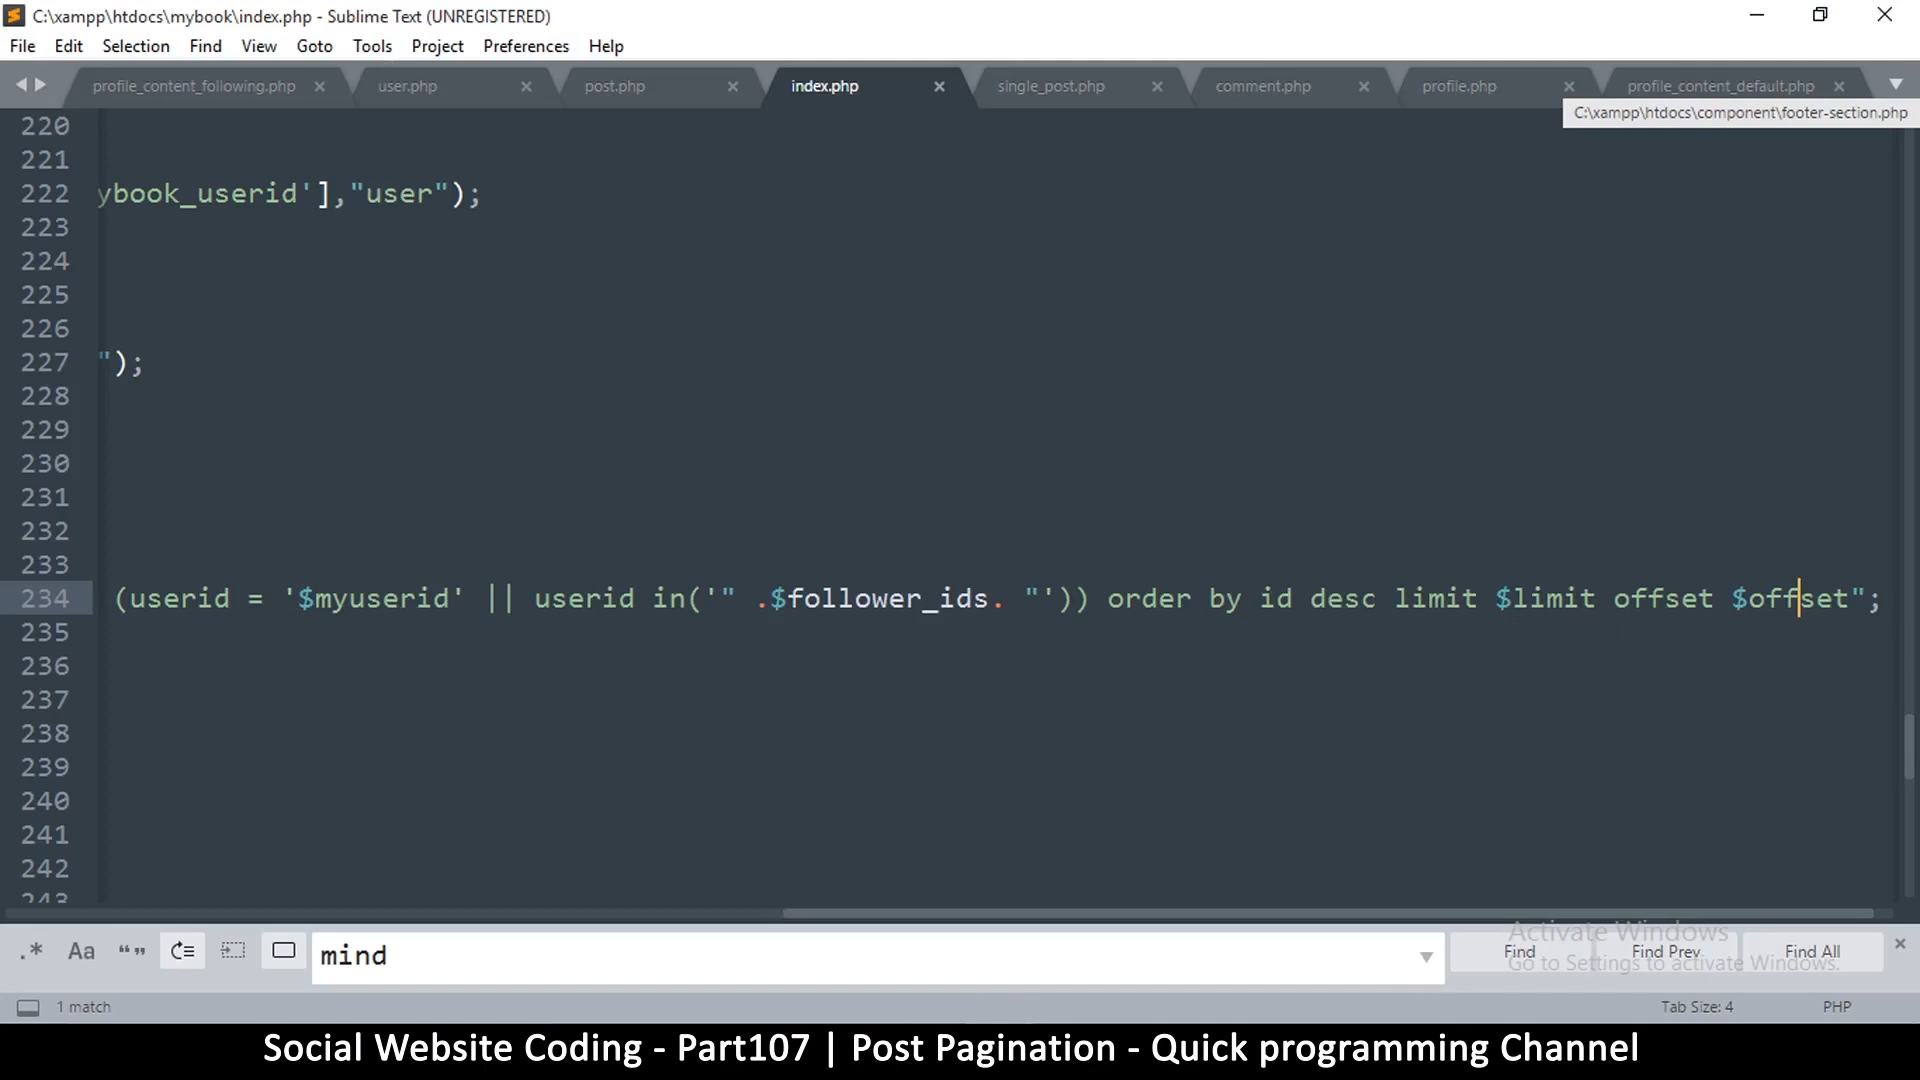 C:\xampp\htdocs\mybook\index.php - Sublime Text (UNREGISTERED)
File Edit Selection Find View Goto Tools Project Preferences Help
profile_content_following.php user.php post.php index.php single_post.php comment.php profile.php profile_content_default.php
C:\xampp\htdocs\component\footer-section.php
220
221
222 ybook_userid'],"user");
223
224
225
226
227 ");
228
229
230
231
232
233
234 (userid = '$myuserid' || userid in('" .$follower_ids. "')) order by id desc limit $limit offset $offset";
235
236
237
238
239
240
241
242
243
.* Aa “ ” mind Find Find Prev Find All
Activate Windows
Go to Settings to activate Windows.
1 match Tab Size: 4 PHP
Social Website Coding - Part107 | Post Pagination - Quick programming Channel